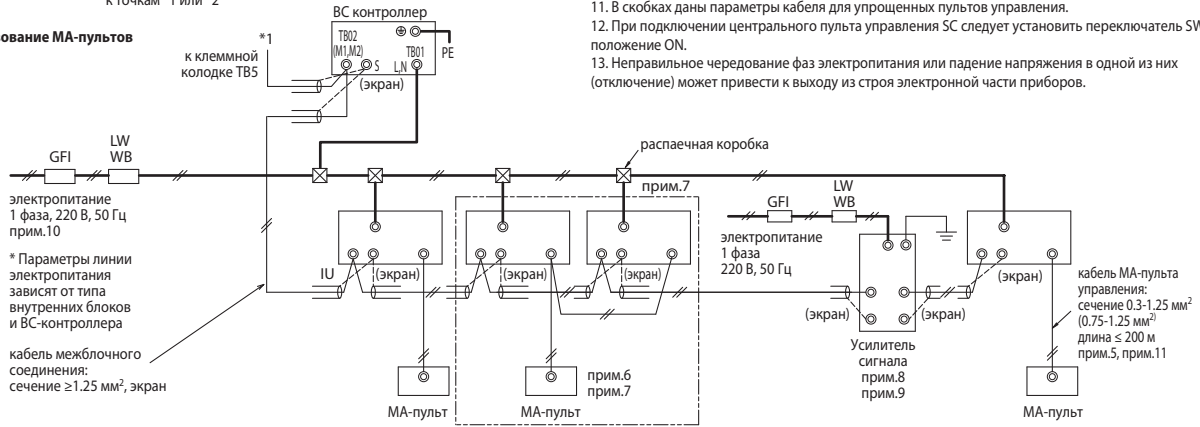 к точкам *1 или *2
11. В скобках даны параметры кабеля для упрощенных пультов управления.
12. При подключении центрального пульта управления SC следует установить переключатель SW
положение ON.
13. Неправильное чередование фаз электропитания или падение напряжения в одной из них
(отключение) может привести к выходу из строя электронной части приборов.
МА-пультов
*1
к клеммной
колодке TB5
BC контроллер
TB02
(M1,M2)
S
TB01
L,N
PE
(экран)
GFI
LW
WB
электропитание
1 фаза, 220 В, 50 Гц
прим.10
* Параметры линии
электропитания
зависят от типа
внутренних блоков
и BC-контроллера
кабель межблочного
соединения:
сечение ≥1.25 мм², экран
распаечная коробка
прим.7
IU
(экран)
(экран)
(экран)
МА-пульт
МА-пульт
прим.6
прим.7
GFI
LW
WB
электропитание
1 фаза
220 В, 50 Гц
(экран)
(экран)
Усилитель
сигнала
прим.8
прим.9
(экран)
кабель МА-пульта
управления:
сечение 0.3-1.25 мм²
(0.75-1.25 мм²)
длина ≤ 200 м
прим.5, прим.11
МА-пульт